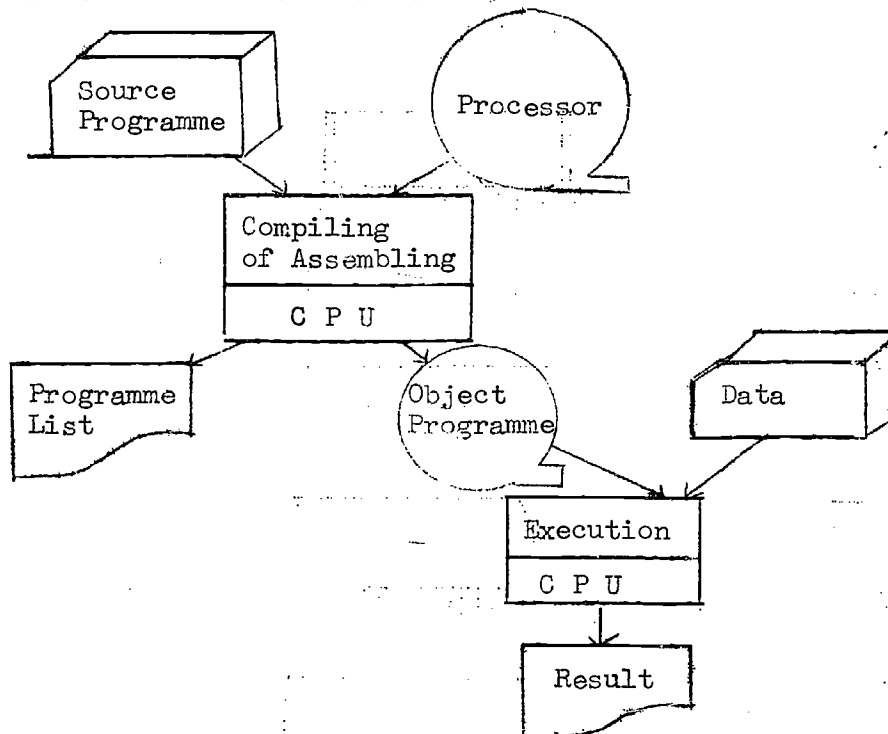 Source
Programme
Processor
Compiling
of Assembling
C P U
Programme
List
Object
Programme
Data
Execution
C P U
Result